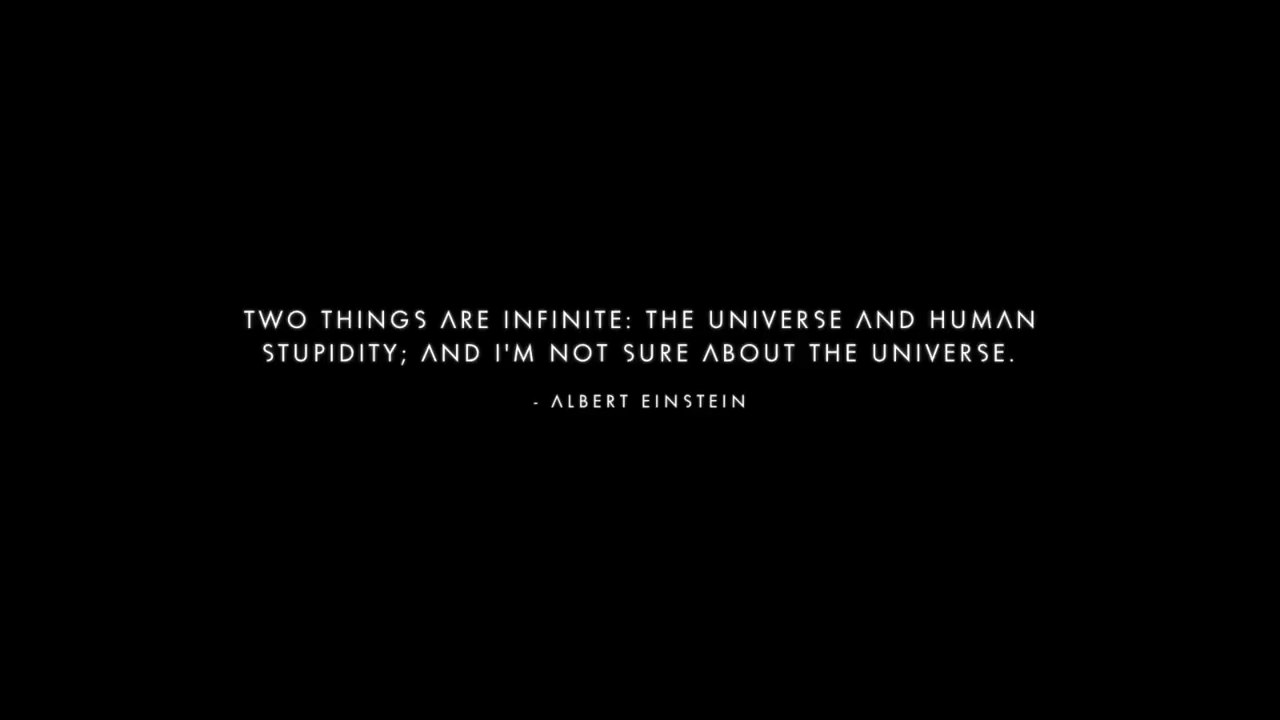 TWO THINGS ARE INFINITE: THE UNIVERSE AND HUMAN
STUPIDITY; AND I'M NOT SURE ABOUT THE UNIVERSE.
- ALBERT EINSTEIN